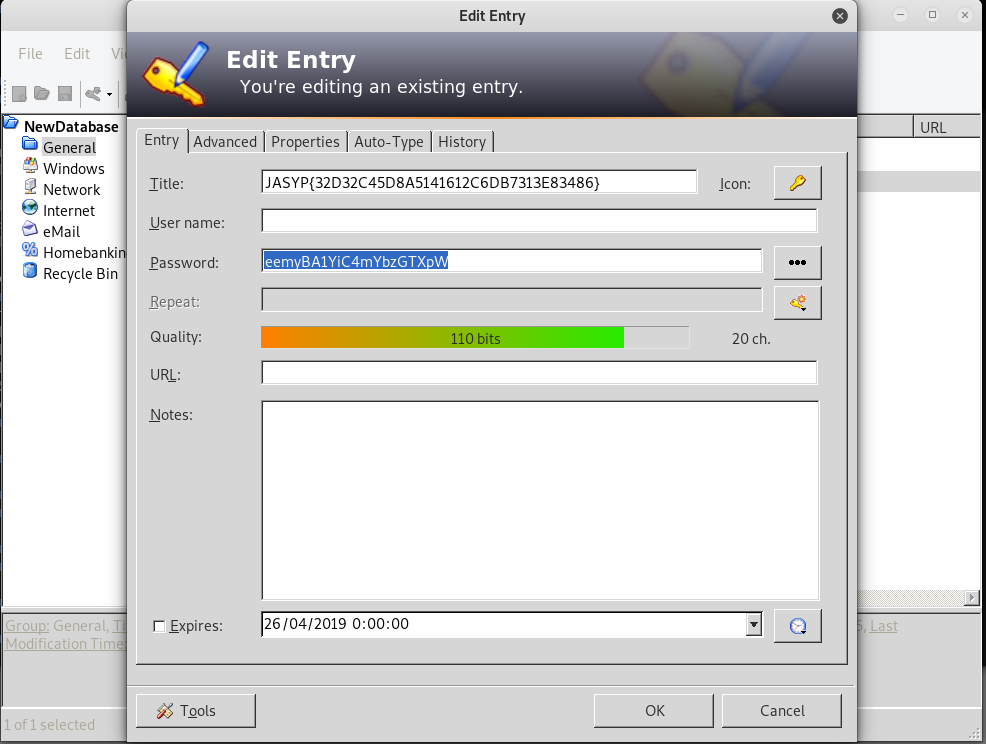 Edit Entry
File Edit
Edit Entry
You're editing an existing entry.
NewDatabase
General
Windows
Network
Internet
eMail
Homebankin
Recycle Bin
URL
Entry Advanced Properties Auto-Type History
Title: JASYP{32D32C45D8A5141612C6DB7313E83486} Icon:
User name:
Password: eemyBA1YiC4mYbzGTXpW
Repeat:
Quality: 110 bits 20 ch.
URL:
Notes:
Expires: 26/04/2019 0:00:00
Group: General, Ti
5, Last
Modification Time:
Tools OK Cancel
1 of 1 selected